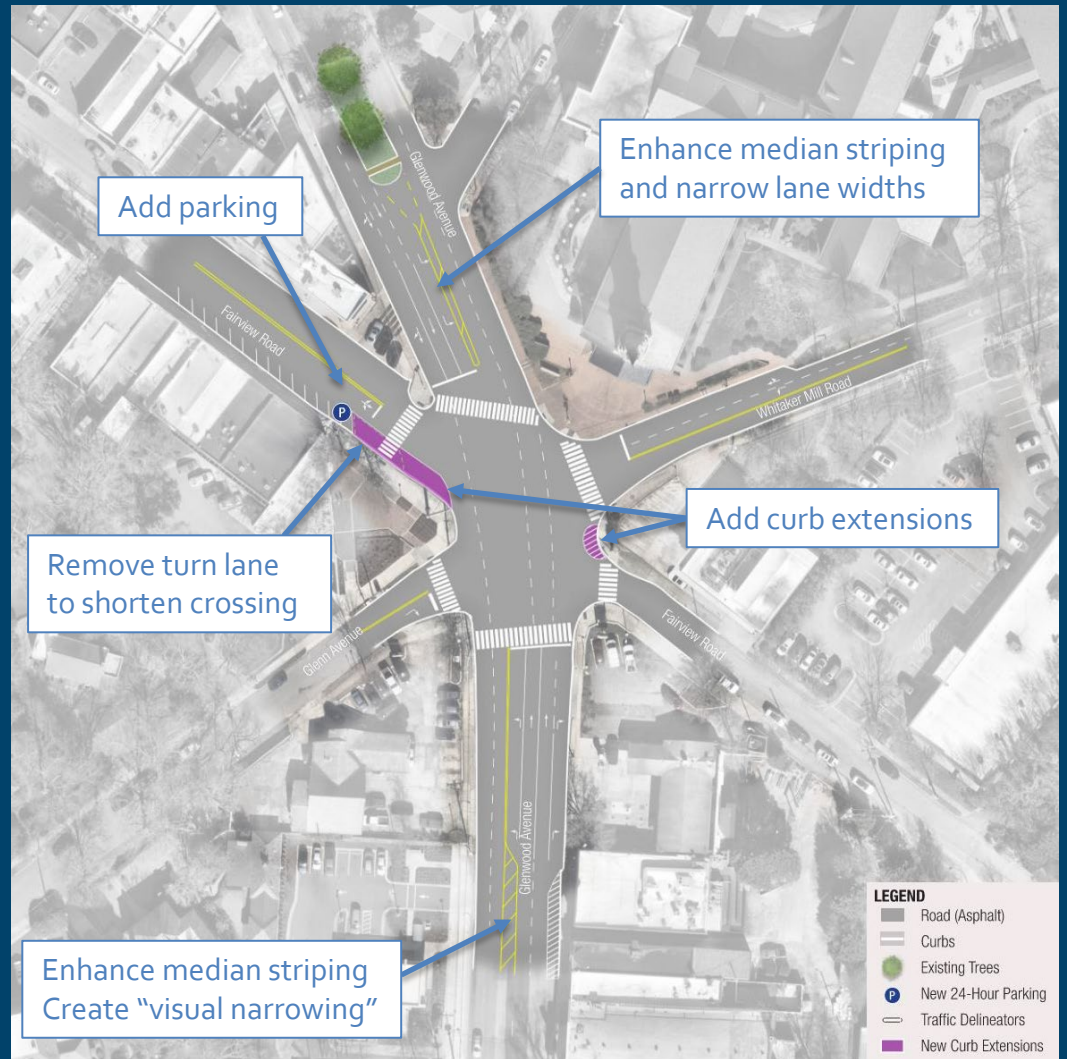 Glenwood Avenue
Enhance median striping
and narrow lane widths
Add parking
Fairview Road
P
Whitaker Mill Road
Add curb extensions
Remove turn lane
to shorten crossing
Glenn Avenue
Fairview Road
Glenwood Avenue
Enhance median striping
Create “visual narrowing”
LEGEND
Road (Asphalt)
Curbs
Existing Trees
P New 24-Hour Parking
Traffic Delineators
New Curb Extensions